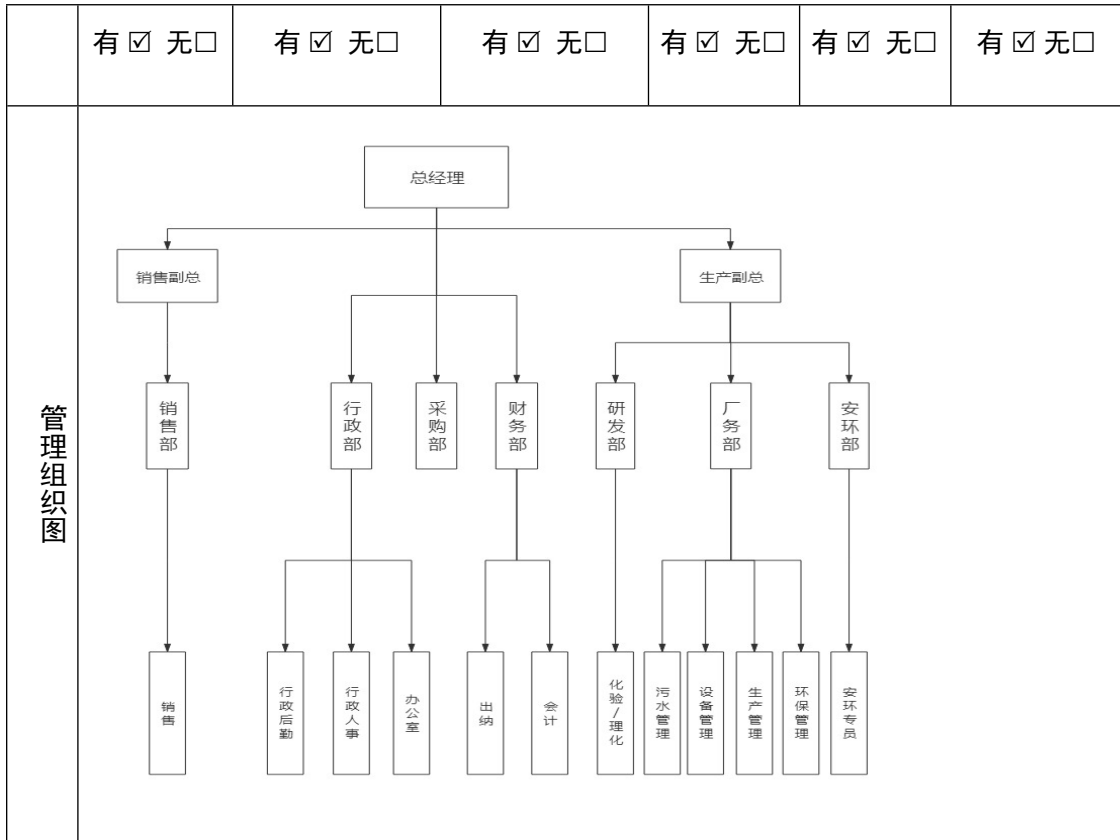 有 ☑ 无□
有 ☑ 无□
有 ☑ 无□
有 ☑ 无□
有 ☑ 无□
有 ☑ 无□
管理组织图
总经理
销售副总
生产副总
销售部
行政部
采购部
财务部
研发部
厂务部
安环部
销售
行政后勤
行政人事
办公室
出纳
会计
化验/理化
污水管理
设备管理
生产管理
环保管理
安环专员